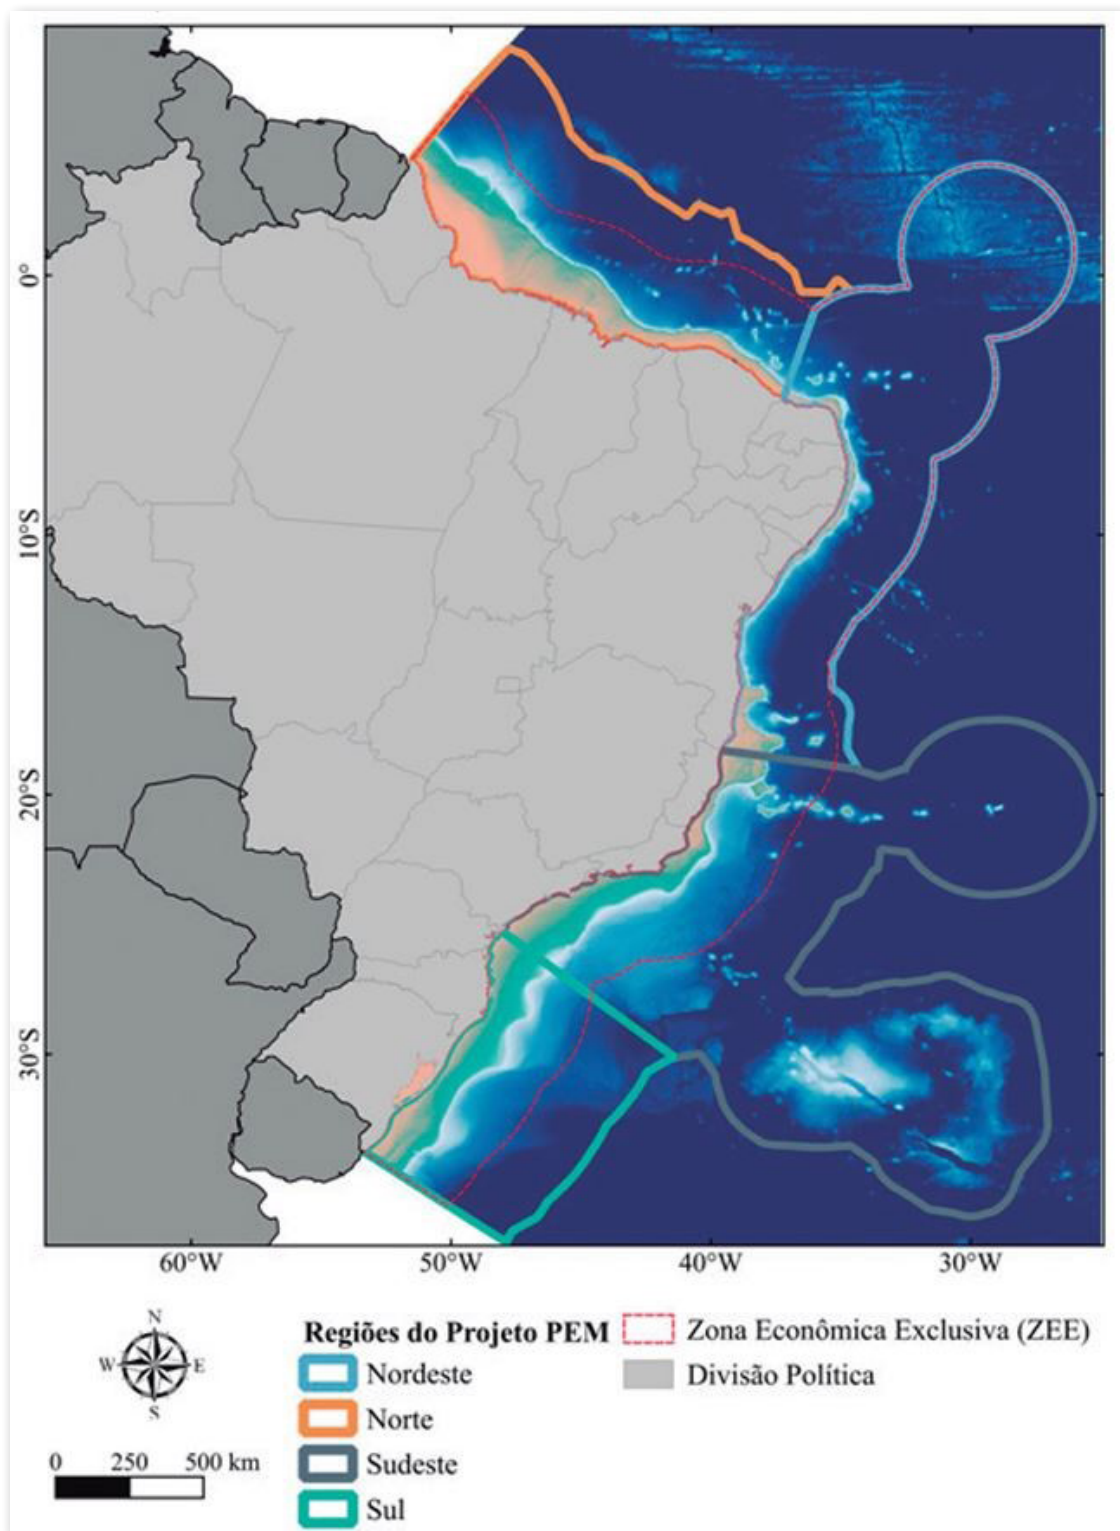 0°
10°S
20°S
30°S
60°W
50°W
40°W
30°W
N
W
E
S
0 250 500 km
Regiões do Projeto PEM
Nordeste
Norte
Sudeste
Sul
Zona Econômica Exclusiva (ZEE)
Divisão Política